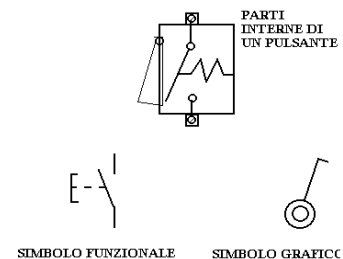 PARTI
INTERNE DI
UN PULSANTE
SIMBOLO FUNZIONALE
SIMBOLO GRAFICO